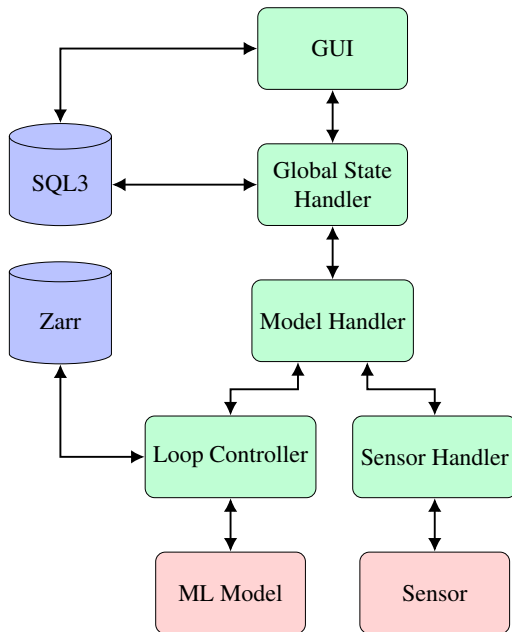 GUI
SQL3
Global State
Handler
Zarr
Model Handler
Loop Controller
Sensor Handler
ML Model
Sensor